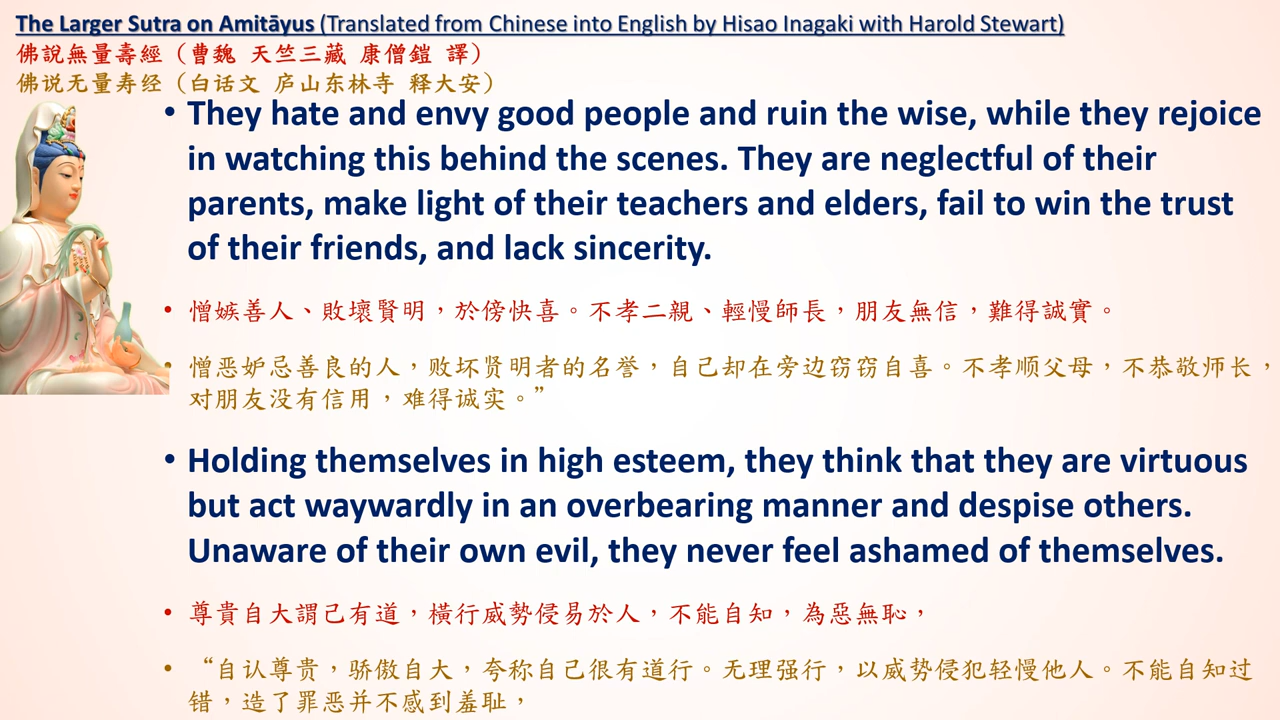 The Larger Sutra on Amitāyus (Translated from Chinese into English by Hisao Inagaki with Harold Stewart)
佛說無量壽經（曹魏 天竺三藏 康僧鎧 譯）
佛说无量寿经（白话文 庐山东林寺 释大安）
• They hate and envy good people and ruin the wise, while they rejoice
in watching this behind the scenes. They are neglectful of their
parents, make light of their teachers and elders, fail to win the trust
of their friends, and lack sincerity.
• 憎嫉善人、敗壞賢明，於傍快喜。不孝二親、輕慢師長，朋友無信，難得誠實。
• 憎恶妒忌善良的人，败坏贤明者的名誉，自己却在旁边窃窃自喜。不孝顺父母，不恭敬师长，
对朋友没有信用，难得诚实。”
• Holding themselves in high esteem, they think that they are virtuous
but act waywardly in an overbearing manner and despise others.
Unaware of their own evil, they never feel ashamed of themselves.
• 尊貴自大謂己有道，橫行威勢侵易於人，不能自知，為惡無恥，
• “自认尊贵，骄傲自大，夸称自己很有道行。无理强行，以威势侵犯轻慢他人。不能自知过
错，造了罪恶并不感到羞耻，